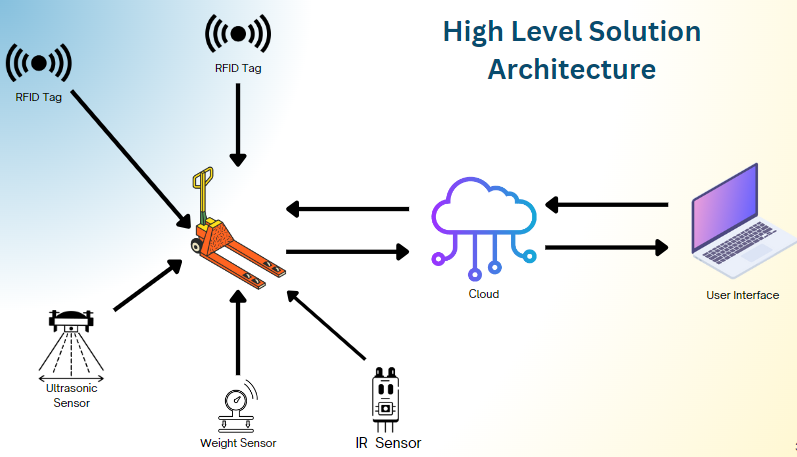 High Level Solution
Architecture
RFID Tag
RFID Tag
Cloud
User Interface
Ultrasonic
Sensor
Weight Sensor
IR Sensor